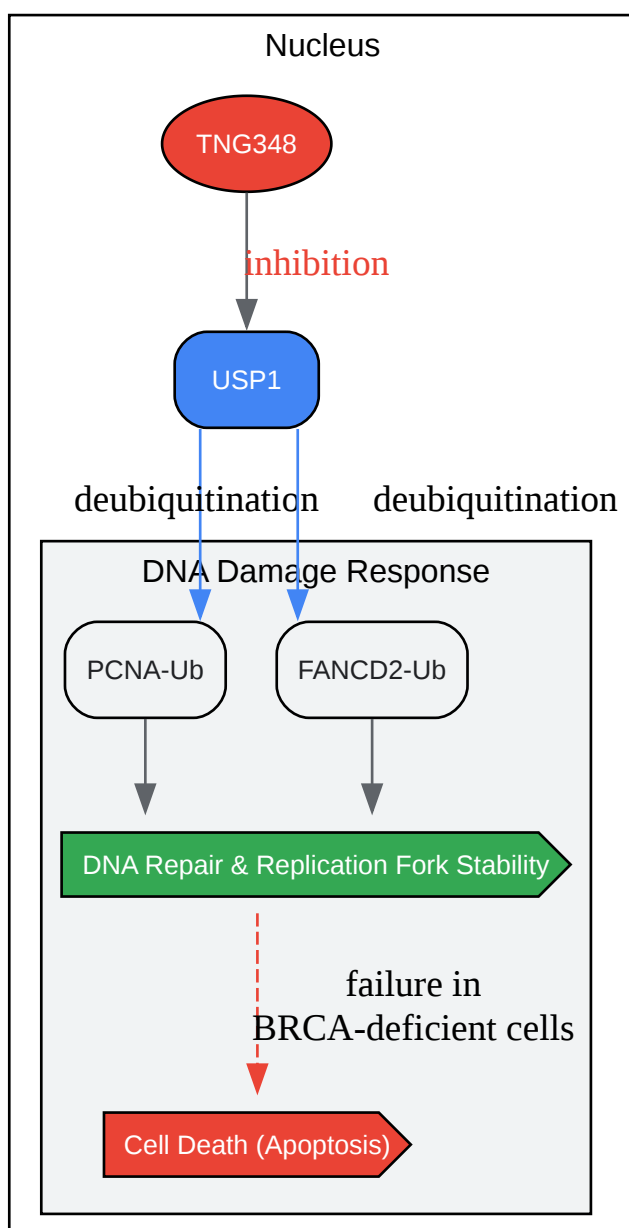 Nucleus
TNG348
inhibition
USP1
deubiquitination
deubiquitination
DNA Damage Response
PCNA-Ub
FANCD2-Ub
DNA Repair & Replication Fork Stability
failure in
BRCA-deficient cells
Cell Death (Apoptosis)